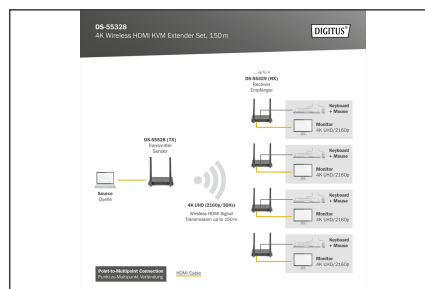 DS-55328
4K Wireless HDMI KVM Extender Set, 150 m
DIGITUS®
... up to 4
DS-55329 (RX)
Receiver
Empfänger
DS-55328 (TX)
Transmitter
Sender
Source
Quelle
4K UHD (2160p/30Hz)
Wireless HDMI Signal
Transmission up to 150 m
Keyboard
+ Mouse
Monitor
4K UHD/2160p
Keyboard
+ Mouse
Monitor
4K UHD/2160p
Keyboard
+ Mouse
Monitor
4K UHD/2160p
Keyboard
+ Mouse
Monitor
4K UHD/2160p
Point-to-Multipoint Connection
Punkt-zu-Multipunkt Verbindung
HDMI Cable